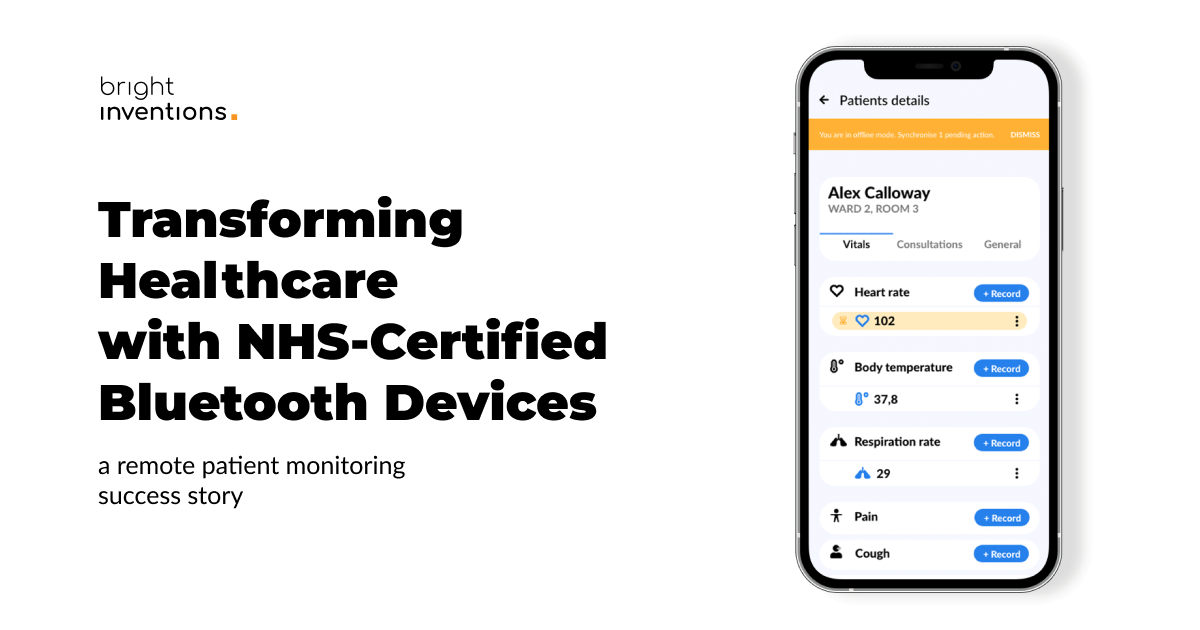 bright
inventions.
Transforming
Healthcare
with NHS-Certified
Bluetooth Devices
a remote patient monitoring
success story
Patients details
You are in offline mode. Synchronise 1 pending action. DISMISS
Alex Calloway
WARD 2, ROOM 3
Vitals Consultations General
Heart rate + Record
102
Body temperature + Record
37,8
Respiration rate + Record
29
Pain + Record
Cough + Record